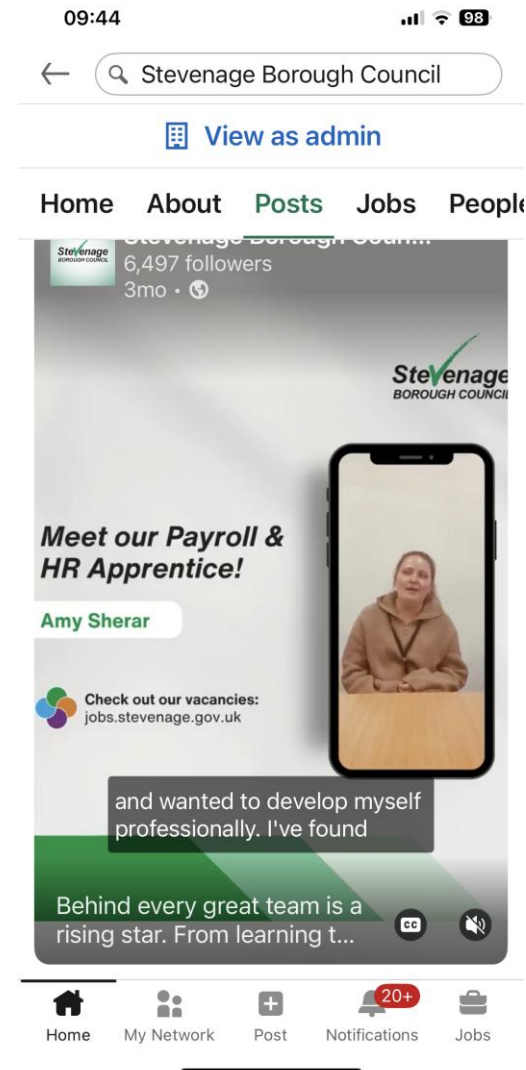 09:44
98
Stevenage Borough Council
View as admin
Home About Posts Jobs People
Stevenage
BOROUGH COUNCIL
Stevenage Borough Coun...
6,497 followers
3mo •
Stevenage
BOROUGH COUNCIL
Meet our Payroll &
HR Apprentice!
Amy Sherar
Check out our vacancies:
jobs.stevenage.gov.uk
and wanted to develop myself
professionally. I've found
Behind every great team is a
rising star. From learning t...
CC
20+
Home My Network Post Notifications Jobs